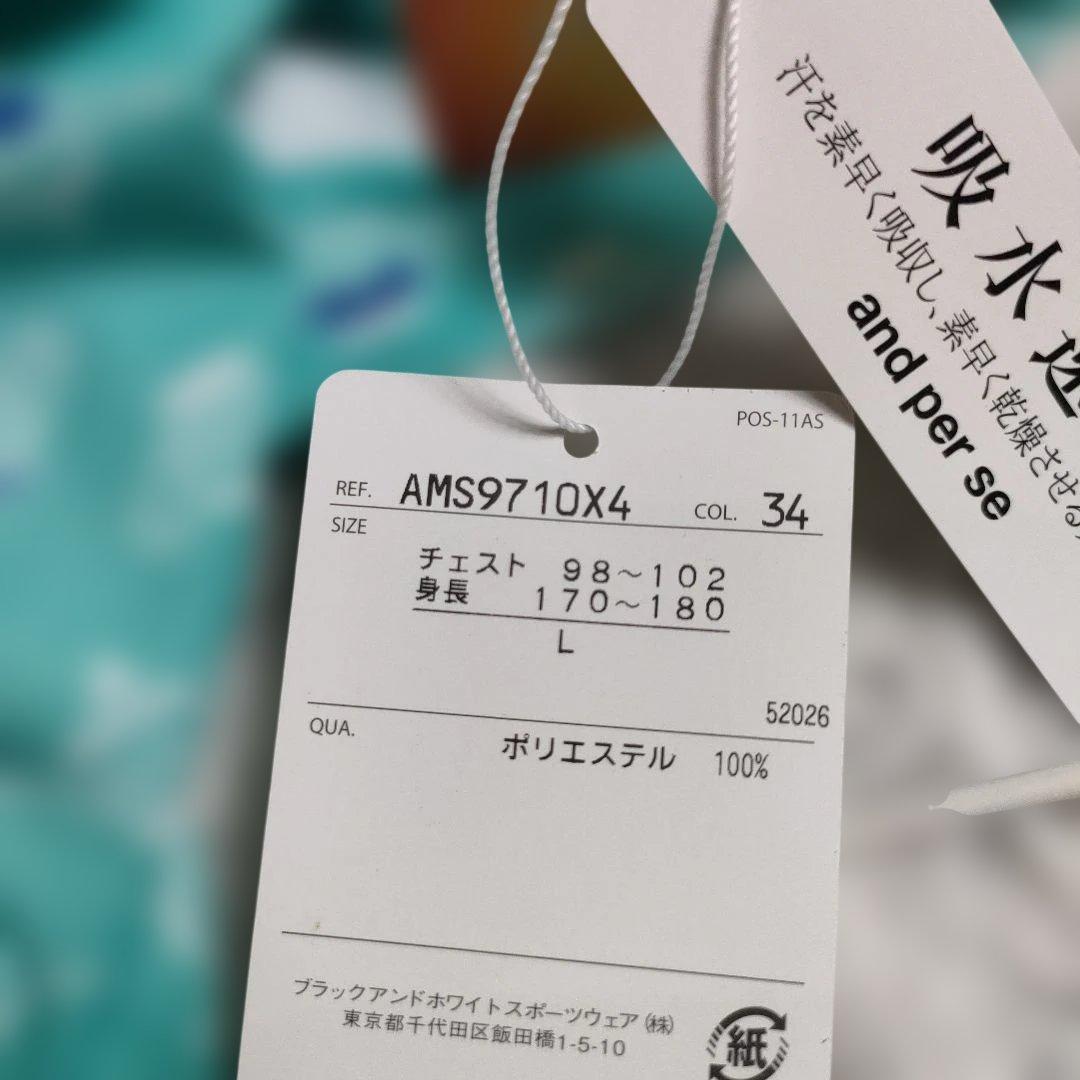 吸水速
汗を素早く吸収し、素早く乾燥させる
and per se
POS-11AS
REF. AMS9710X4 COL. 34
SIZE
チェスト 98～102
身長 170～180
L
52026
QUA. ポリエステル 100%
ブラックアンドホワイトスポーツウェア(株)
東京都千代田区飯田橋1-5-10
紙